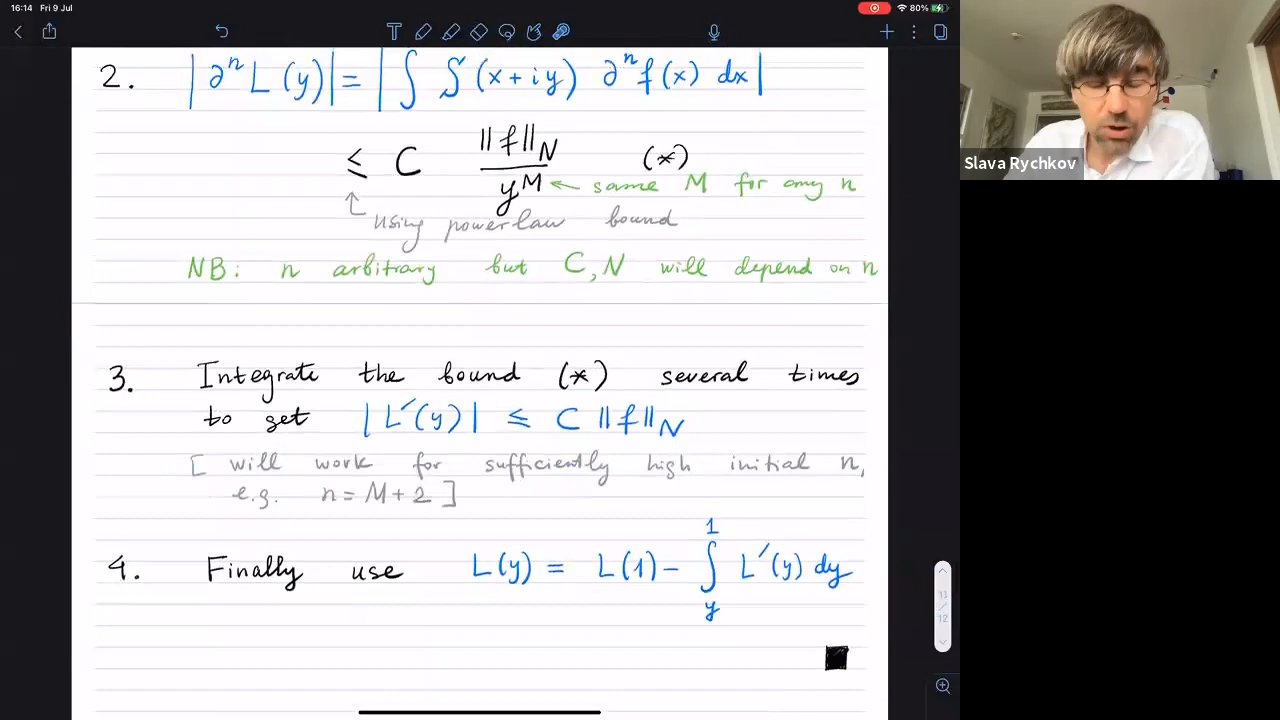 16:14 Fri 9 Jul
80%
2. |∂ⁿ L(y)| = |∫ S(x+iy) ∂ⁿ f(x) dx|
≤ C ‖f‖_N / y^M (*)
← same M for any n
using powerlaw bound
NB: n arbitrary but C, N will depend on n
3. Integrate the bound (*) several times
to get |L′(y)| ≤ C ‖f‖_N
[ will work for sufficiently high initial n,
e.g. n = M+2 ]
4. Finally use L(y) = L(1) − ∫_y^1 L′(y) dy
Slava Rychkov